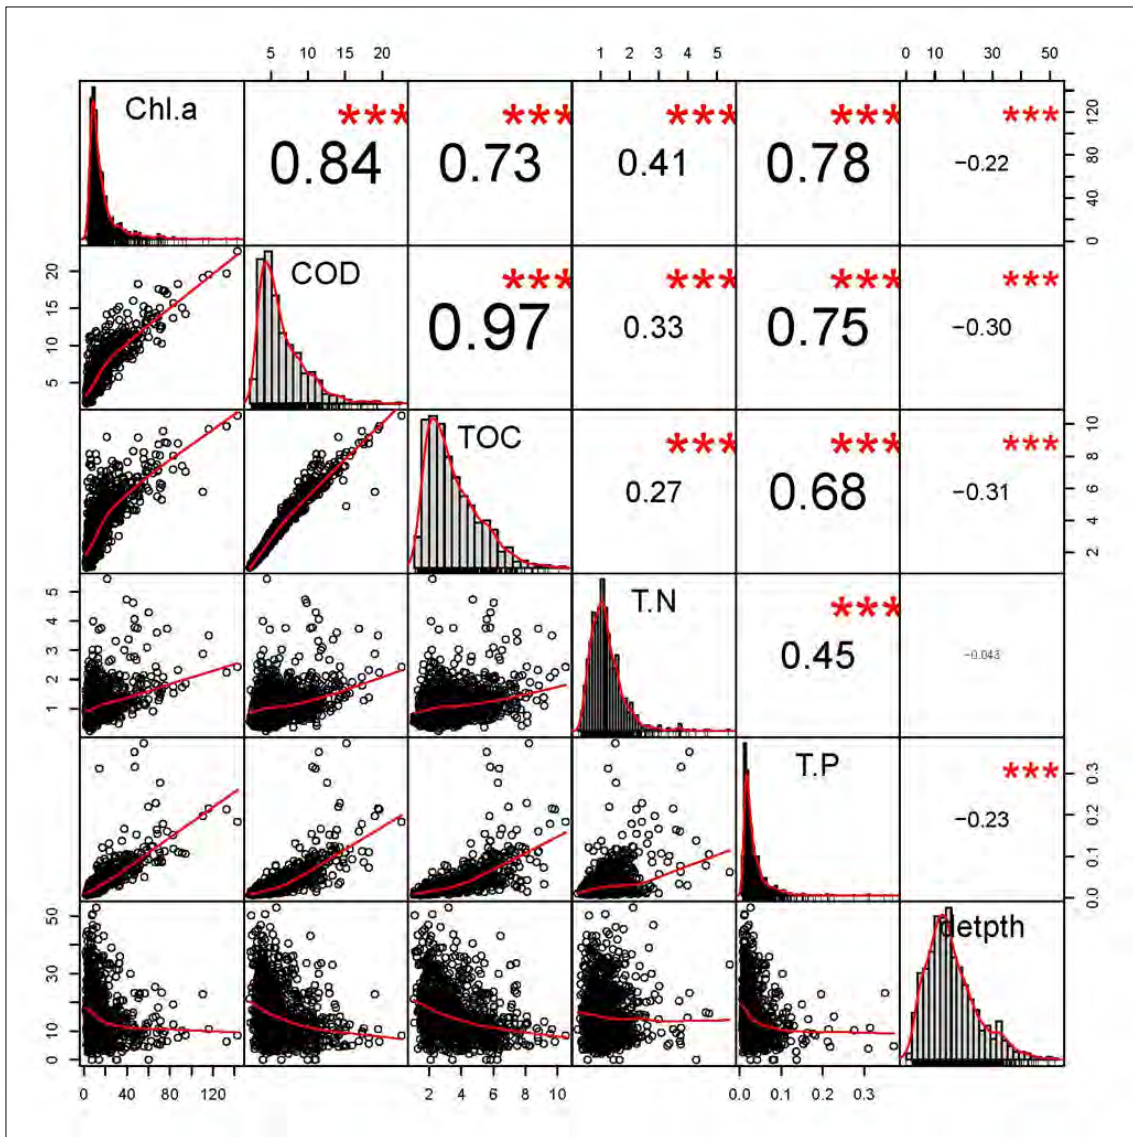 5 10 15 20 1 2 3 4 5 0 10 30 50
Chl.a *** 0.84 *** 0.73 *** 0.41 *** 0.78 *** −0.22
0 40 80 120
COD *** 0.97 *** 0.33 *** 0.75 *** −0.30
5 10 15 20
TOC *** 0.27 *** 0.68 *** −0.31
2 4 6 8 10
T.N *** 0.45 −0.043
1 2 3 4 5
T.P *** −0.23
0.0 0.1 0.2 0.3
detpth
0 10 30 50
0 40 80 120 2 4 6 8 10 0.0 0.1 0.2 0.3